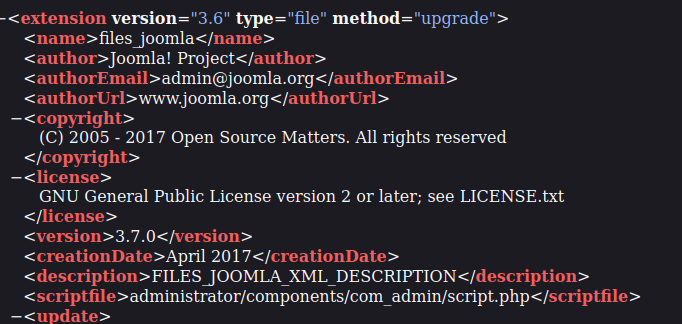 −<extension version="3.6" type="file" method="upgrade">
<name>files_joomla</name>
<author>Joomla! Project</author>
<authorEmail>admin@joomla.org</authorEmail>
<authorUrl>www.joomla.org</authorUrl>
−<copyright>
(C) 2005 - 2017 Open Source Matters. All rights reserved
</copyright>
−<license>
GNU General Public License version 2 or later; see LICENSE.txt
</license>
<version>3.7.0</version>
<creationDate>April 2017</creationDate>
<description>FILES_JOOMLA_XML_DESCRIPTION</description>
<scriptfile>administrator/components/com_admin/script.php</scriptfile>
−<update>